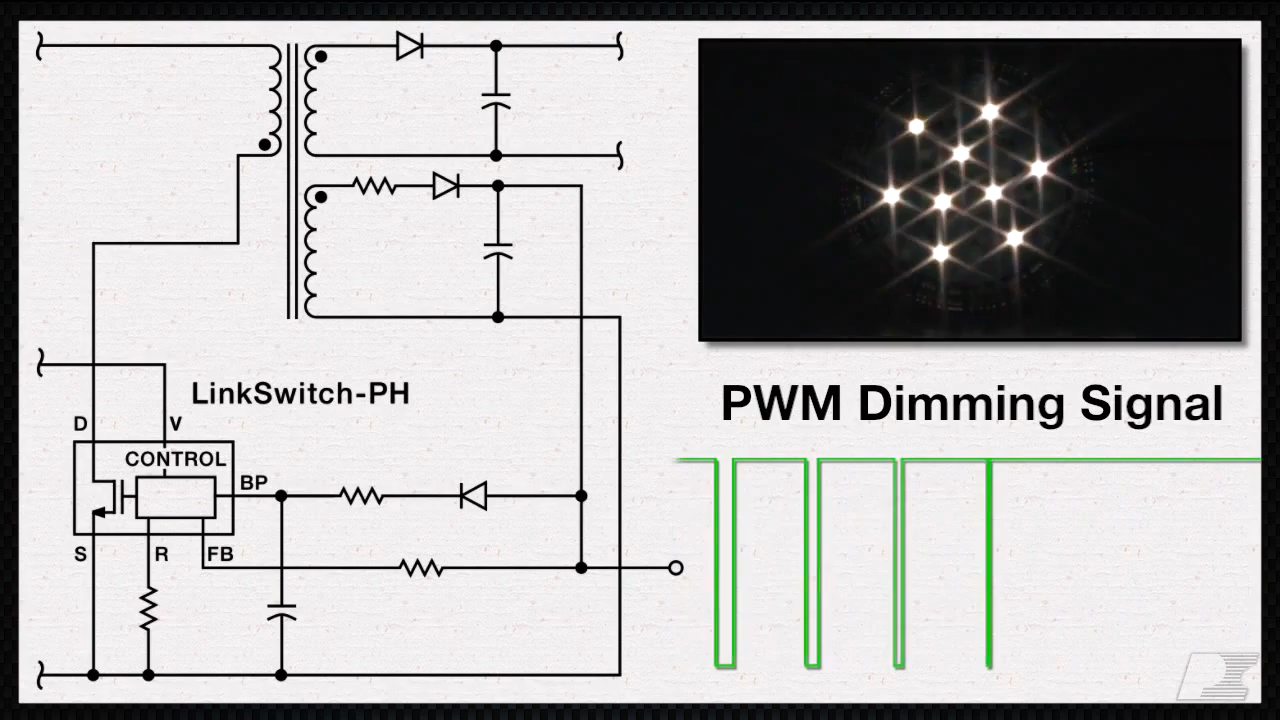 LinkSwitch-PH
D
V
CONTROL
BP
S
R
FB
PWM Dimming Signal